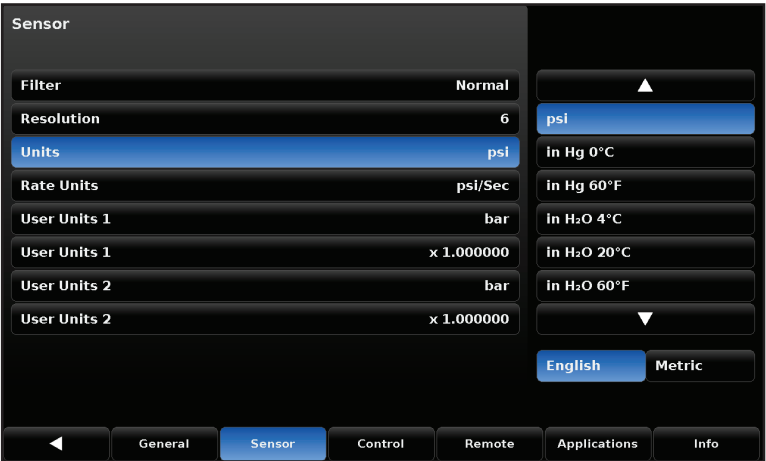 Sensor
Filter Normal
Resolution 6
Units psi
Rate Units psi/Sec
User Units 1 bar
User Units 1 x 1.000000
User Units 2 bar
User Units 2 x 1.000000
psi
in Hg 0°C
in Hg 60°F
in H₂O 4°C
in H₂O 20°C
in H₂O 60°F
English Metric
General Sensor Control Remote Applications Info